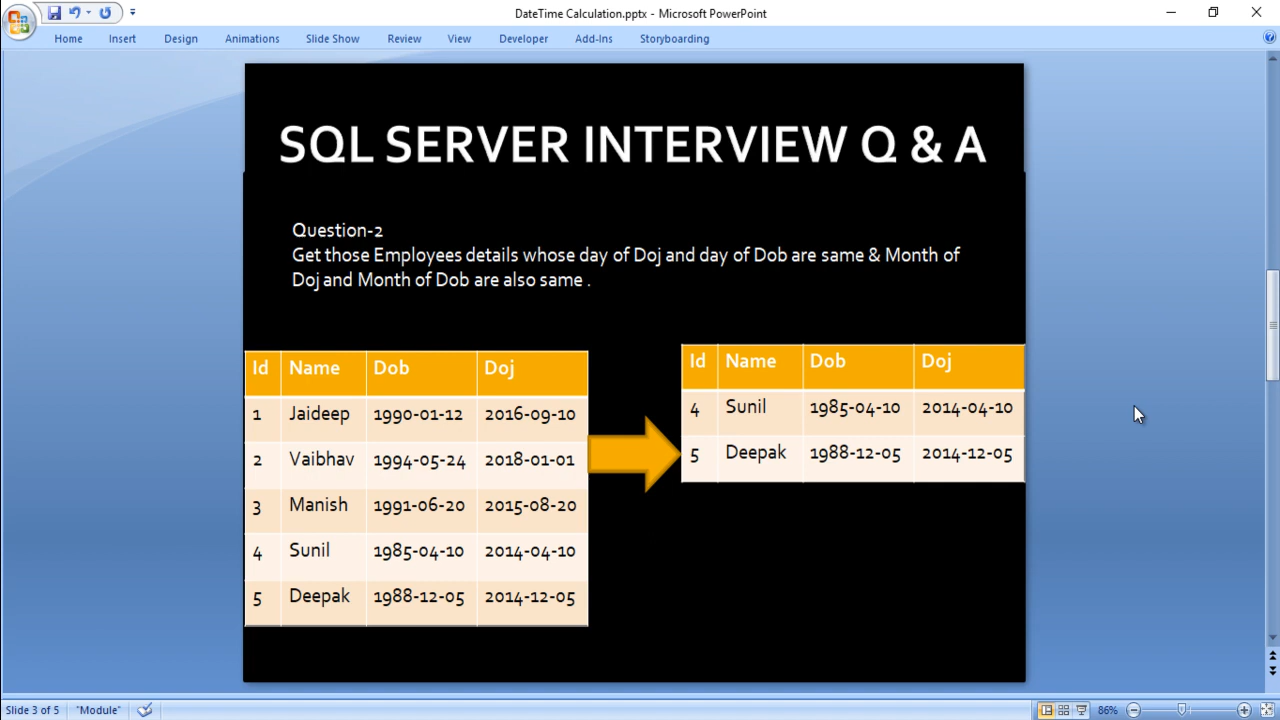 DateTime Calculation.pptx - Microsoft PowerPoint
Home Insert Design Animations Slide Show Review View Developer Add-Ins Storyboarding
SQL SERVER INTERVIEW Q & A
Question-2
Get those Employees details whose day of Doj and day of Dob are same & Month of
Doj and Month of Dob are also same .
Id Name Dob Doj
1 Jaideep 1990-01-12 2016-09-10
2 Vaibhav 1994-05-24 2018-01-01
3 Manish 1991-06-20 2015-08-20
4 Sunil 1985-04-10 2014-04-10
5 Deepak 1988-12-05 2014-12-05
Id Name Dob Doj
4 Sunil 1985-04-10 2014-04-10
5 Deepak 1988-12-05 2014-12-05
Slide 3 of 5 "Module" 86%